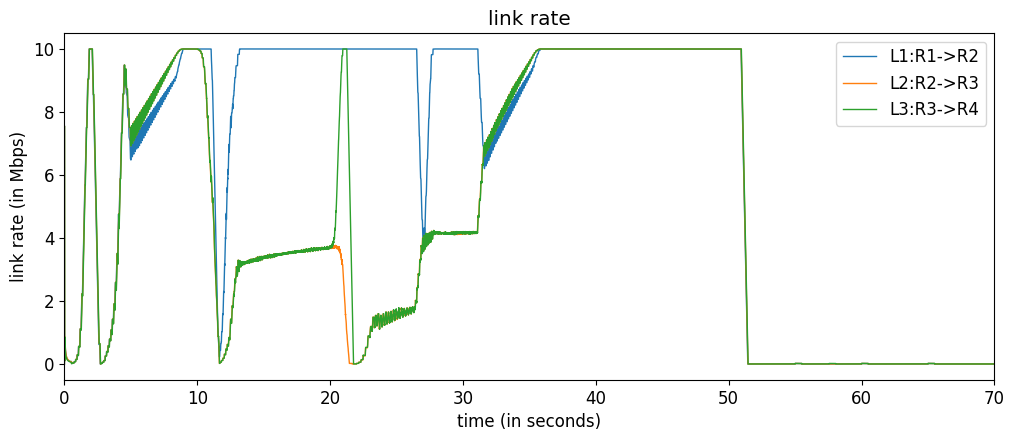 link rate
link rate (in Mbps)
10
8
6
4
2
0
L1:R1->R2
L2:R2->R3
L3:R3->R4
0 10 20 30 40 50 60 70
time (in seconds)